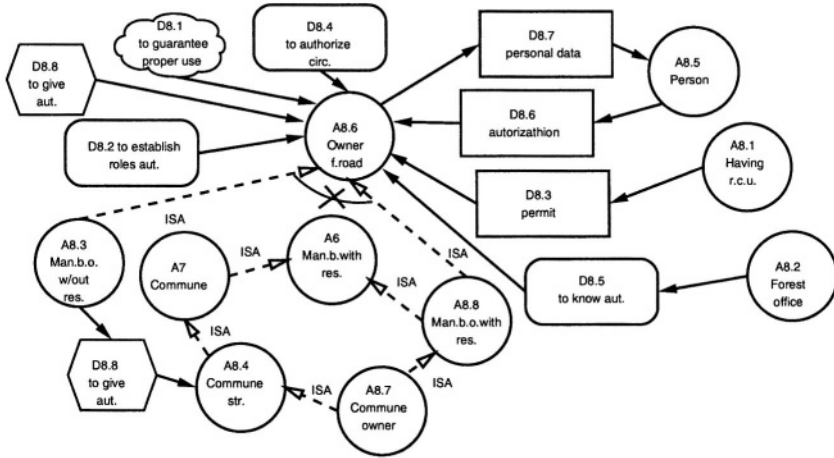 D8.1
to guarantee
proper use
D8.4
to authorize
circ.
D8.7
personal data
D8.8
to give
aut.
A8.5
Person
A8.6
Owner
f.road
D8.6
autorizathion
D8.2 to establish
roles aut.
A8.1
Having
r.c.u.
D8.3
permit
ISA
A8.3
Man.b.o.
w/out
res.
A7
Commune
ISA
A6
Man.b.with
res.
ISA
A8.8
Man.b.o.with
res.
D8.5
to know aut.
A8.2
Forest
office
ISA
D8.8
to give
aut.
A8.4
Commune
str.
ISA
A8.7
Commune
owner
ISA